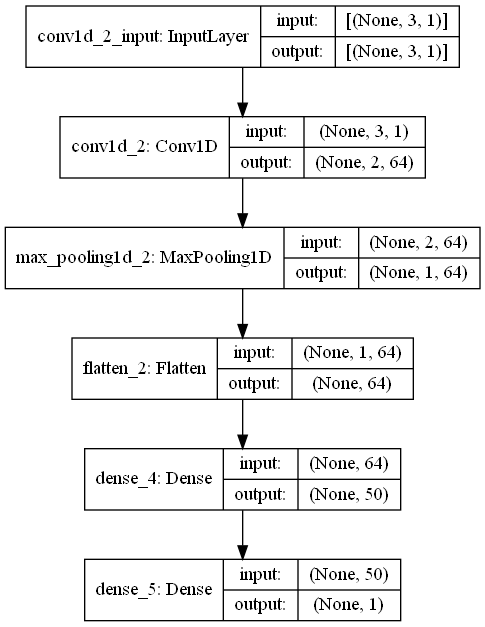 conv1d_2_input: InputLayer
input:
[(None, 3, 1)]
output:
[(None, 3, 1)]
conv1d_2: Conv1D
input:
(None, 3, 1)
output:
(None, 2, 64)
max_pooling1d_2: MaxPooling1D
input:
(None, 2, 64)
output:
(None, 1, 64)
flatten_2: Flatten
input:
(None, 1, 64)
output:
(None, 64)
dense_4: Dense
input:
(None, 64)
output:
(None, 50)
dense_5: Dense
input:
(None, 50)
output:
(None, 1)